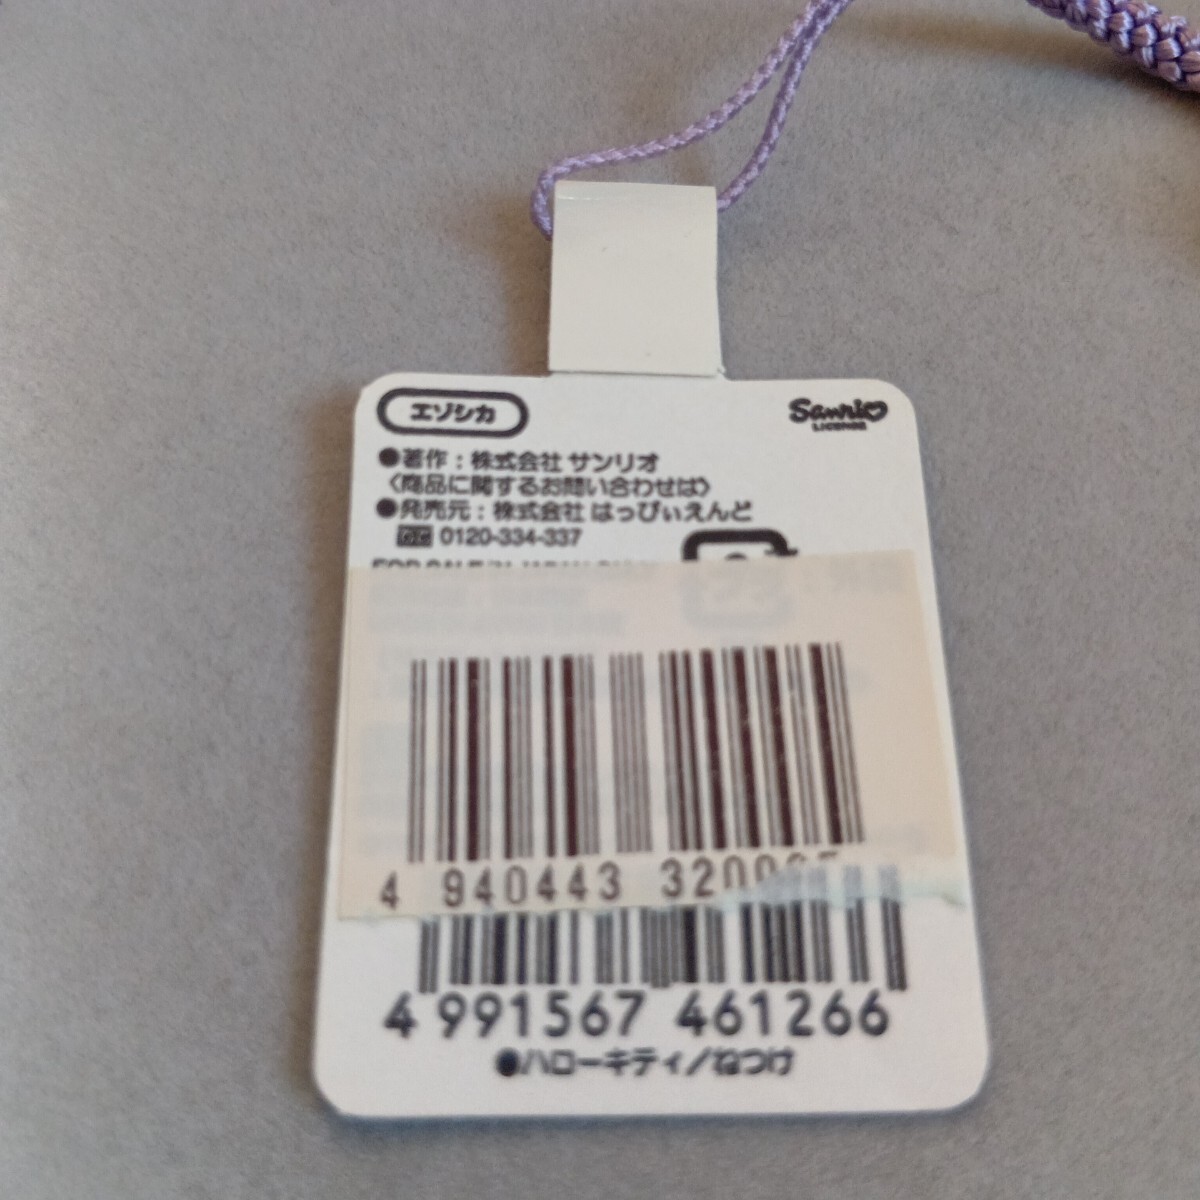 エゾシカ
Sanrio
LICENSE
●著作：株式会社 サンリオ
〈商品に関するお問い合わせは〉
●発売元：株式会社 はっぴぃえんど
0120-334-337
4 940443
4 991567 461266
●ハローキティ/ねつけ